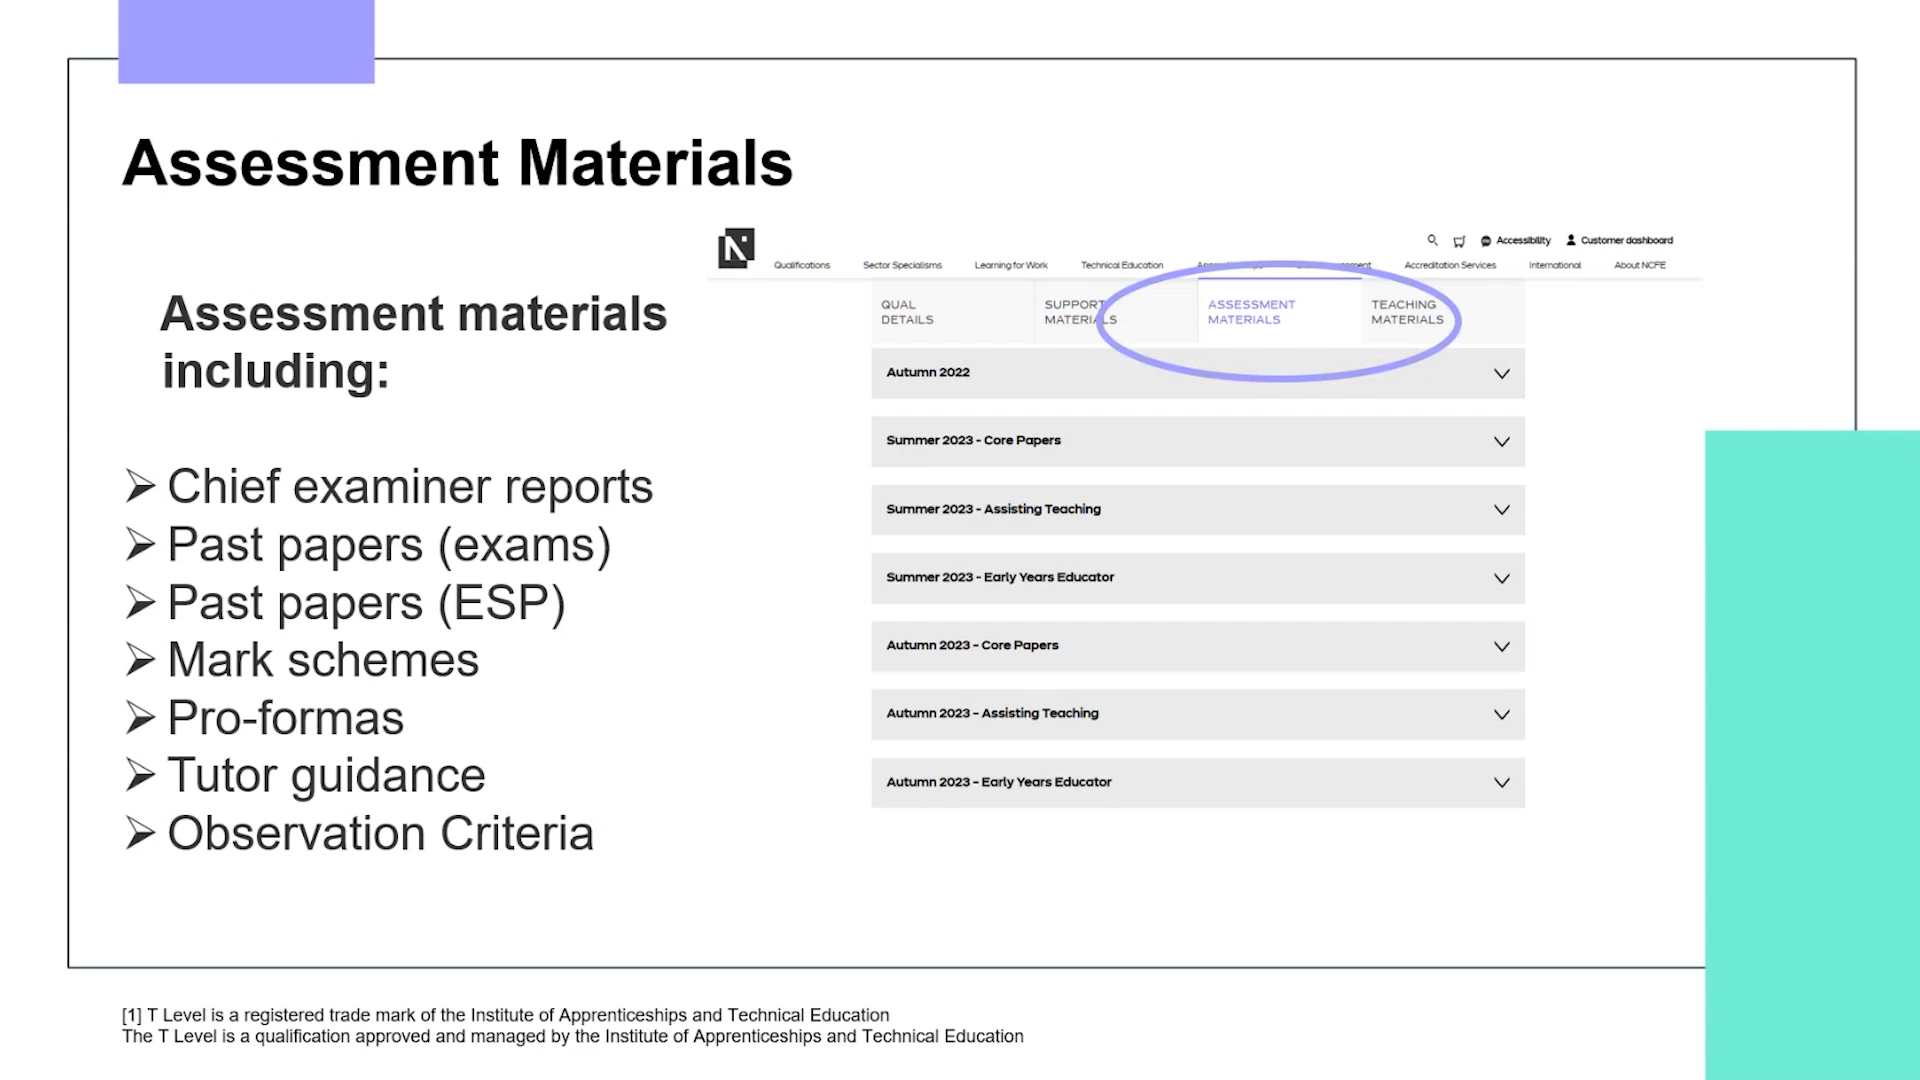 Assessment Materials
Assessment materials
including:
Chief examiner reports
Past papers (exams)
Past papers (ESP)
Mark schemes
Pro-formas
Tutor guidance
Observation Criteria
N
Accessibility
Customer dashboard
Qualifications
Sector Specialisms
Learning for Work
Technical Education
Accreditation Services
International
About NCFE
QUAL
DETAILS
SUPPORT
MATERIALS
ASSESSMENT
MATERIALS
TEACHING
MATERIALS
Autumn 2022
Summer 2023 - Core Papers
Summer 2023 - Assisting Teaching
Summer 2023 - Early Years Educator
Autumn 2023 - Core Papers
Autumn 2023 - Assisting Teaching
Autumn 2023 - Early Years Educator
[1] T Level is a registered trade mark of the Institute of Apprenticeships and Technical Education
The T Level is a qualification approved and managed by the Institute of Apprenticeships and Technical Education